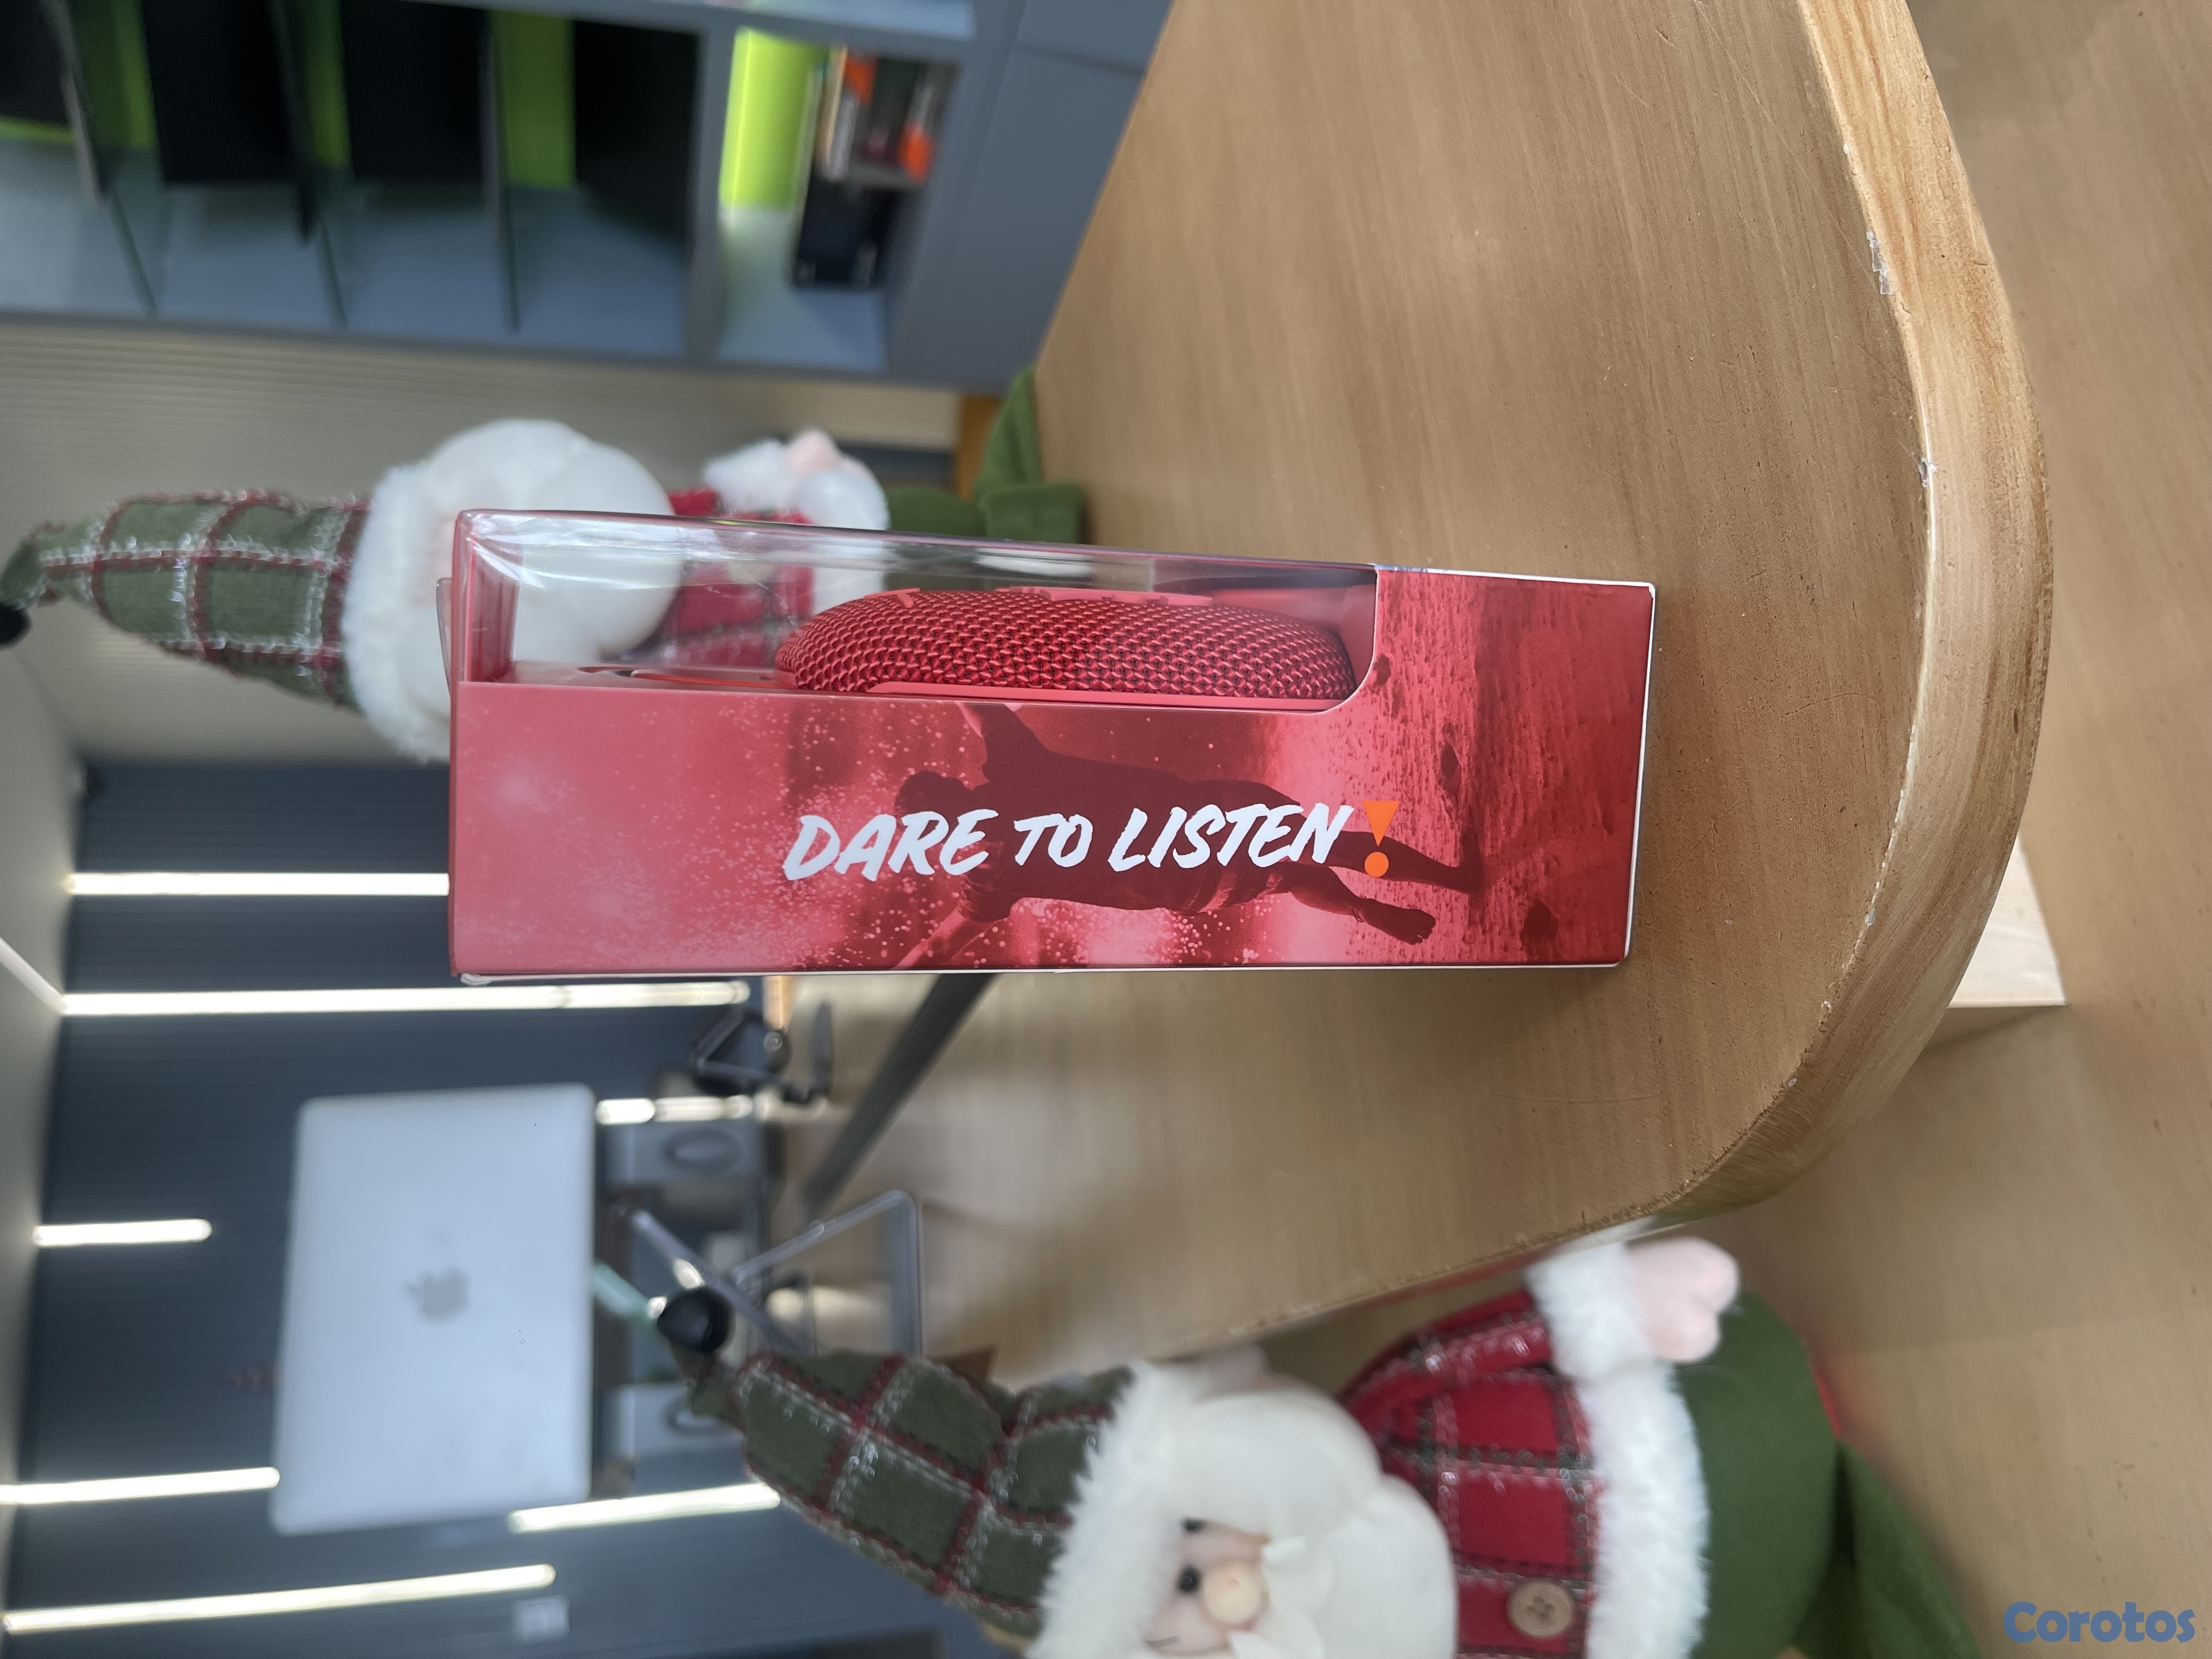 DARE TO LISTEN!
Corotos